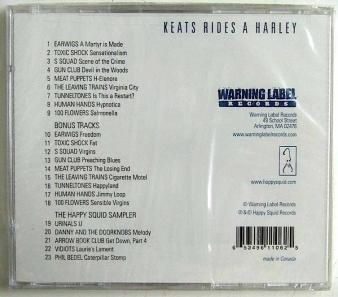 KEATS RIDES A HARLEY
1 EARWIGS A Martyr is Made
2 TOXIC SHOCK Sensationalism
3 S SQUAD Scene of the Crime
4 GUN CLUB Devil in the Woods
5 MEAT PUPPETS H-Elenore
6 THE LEAVING TRAINS Virginia City
7 TUNNELTONES Is This a Restart?
8 HUMAN HANDS Hypnotica
9 100 FLOWERS Salmonella
BONUS TRACKS
10 EARWIGS Freedom
11 TOXIC SHOCK Fat
12 S SQUAD Virgins
13 GUN CLUB Preaching Blues
14 MEAT PUPPETS The Losing End
15 THE LEAVING TRAINS Cigarette Motel
16 TUNNELTONES Happyland
17 HUMAN HANDS Jimmy Loop
18 100 FLOWERS Sensible Virgins
THE HAPPY SQUID SAMPLER
19 URINALS U
20 DANNY AND THE DOORKNOBS Melody
21 ARROW BOOK CLUB Get Down, Part 4
22 VIDIOTS Laurie's Lament
23 PHIL BEDEL Caterpillar Stomp
WARNING LABEL
RECORDS
Warning Label Records
49 School Street
Arlington, MA 02476
www.warninglabelrecords.com
www.happysquid.com
© Warning Label Records
℗&© Happy Squid Records
made in Canada